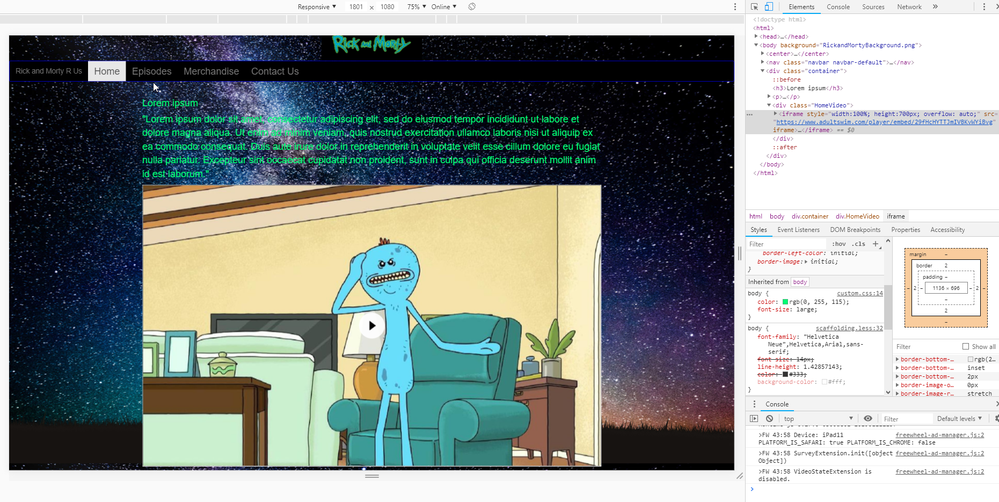 Responsive ▼ 1801 × 1080 75% ▼ Online ▼
Elements Console Sources Network »
Rick and Morty
Rick and Morty R Us Home Episodes Merchandise Contact Us
Lorem ipsum
"Lorem ipsum dolor sit amet, consectetur adipiscing elit, sed do eiusmod tempor incididunt ut labore et
dolore magna aliqua. Ut enim ad minim veniam, quis nostrud exercitation ullamco laboris nisi ut aliquip ex
ea commodo consequat. Duis aute irure dolor in reprehenderit in voluptate velit esse cillum dolore eu fugiat
nulla pariatur. Excepteur sint occaecat cupidatat non proident, sunt in culpa qui officia deserunt mollit anim
id est laborum."
<!doctype html>
<html>
<head>…</head>
<body background="RickandMortyBackground.png">
<center>…</center>
<nav class="navbar navbar-default">…</nav>
<div class="container">
::before
<h3>Lorem ipsum</h3>
<p>…</p>
<div class="HomeVideo">
<iframe style="width:100%; height:700px; overflow: auto;" src=
"https://www.adultswim.com/player/embed/29fHcHYTTJmIVBKvWYiBvg"
iframe>…</iframe> == $0
</div>
::after
</div>
</body>
</html>
html body div.container div.HomeVideo iframe
Styles Event Listeners DOM Breakpoints Properties Accessibility
Filter :hov .cls +
border-left-color: initial;
border-image: initial;
}
Inherited from body
body { custom.css:14
color: rgb(0, 255, 115);
font-size: large;
}
body { scaffolding.less:32
font-family: "Helvetica
Neue",Helvetica,Arial,sans-
serif;
font-size: 14px;
line-height: 1.42857143;
color: #333;
background-color: #fff;
}
margin –
border 2
padding –
– 2 – 1136 × 696 – 2 –
–
2
–
Filter Show all
border-bottom-… rgb(2…
border-bottom-… inset
border-bottom-… 2px
border-image-o… 0px
border-image-r… stretch
Console
top ▼ Filter Default levels ▼
>FW 43:58 Device: iPad11 freewheel-ad-manager.js:2
PLATFORM_IS_SAFARI: true PLATFORM_IS_CHROME: false
>FW 43:58 SurveyExtension.init([object freewheel-ad-manager.js:2
Object])
>FW 43:58 VideoStateExtension is freewheel-ad-manager.js:2
disabled.